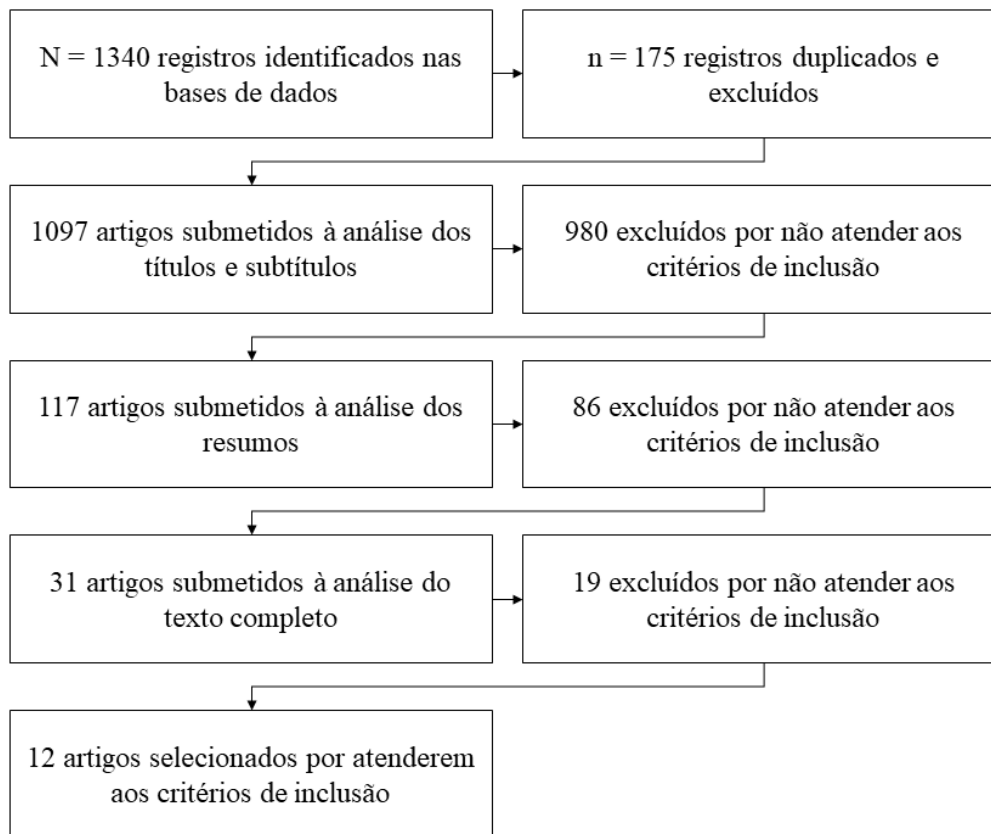 N = 1340 registros identificados nas
bases de dados
n = 175 registros duplicados e
excluídos
1097 artigos submetidos à análise dos
títulos e subtítulos
980 excluídos por não atender aos
critérios de inclusão
117 artigos submetidos à análise dos
resumos
86 excluídos por não atender aos
critérios de inclusão
31 artigos submetidos à análise do
texto completo
19 excluídos por não atender aos
critérios de inclusão
12 artigos selecionados por atenderem
aos critérios de inclusão